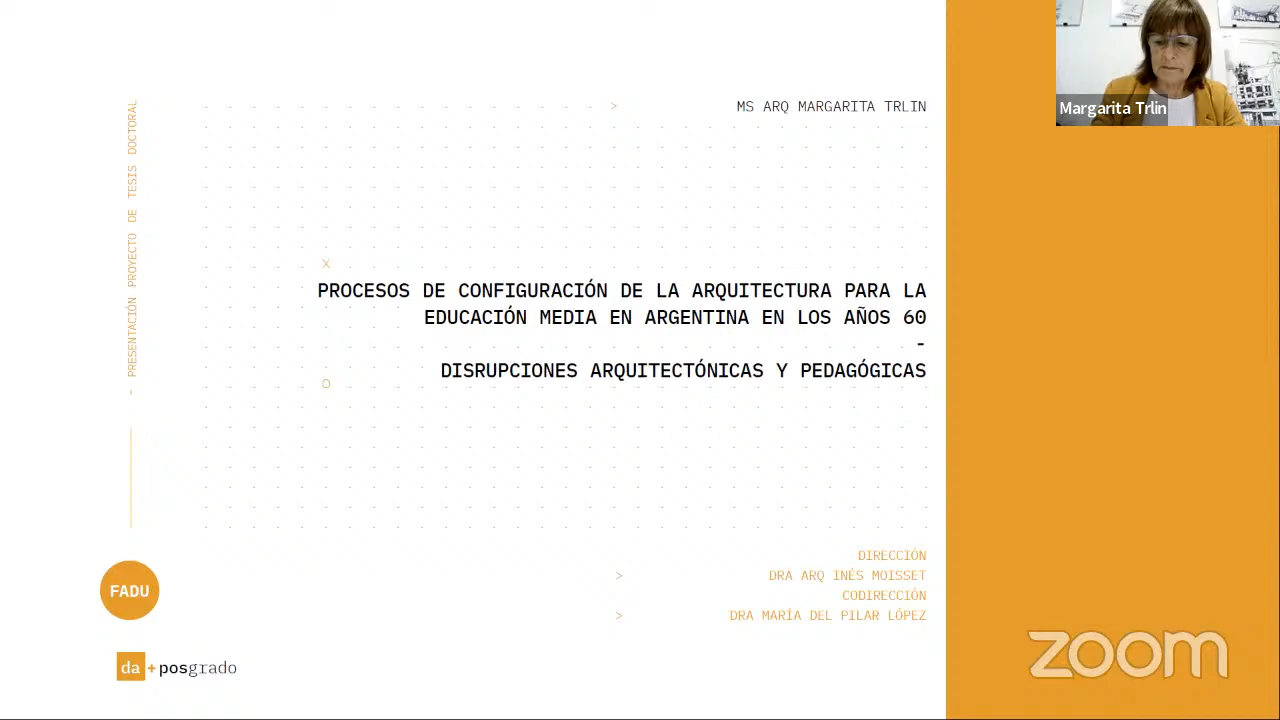 MS ARQ MARGARITA TRLIN
Margarita Trlin
- PRESENTACIÓN PROYECTO DE TESIS DOCTORAL
PROCESOS DE CONFIGURACIÓN DE LA ARQUITECTURA PARA LA
EDUCACIÓN MEDIA EN ARGENTINA EN LOS AÑOS 60
-
DISRUPCIONES ARQUITECTÓNICAS Y PEDAGÓGICAS
DIRECCIÓN
> DRA ARQ INÉS MOISSET
CODIRECCIÓN
> DRA MARÍA DEL PILAR LÓPEZ
FADU
da+posgrado
zoom